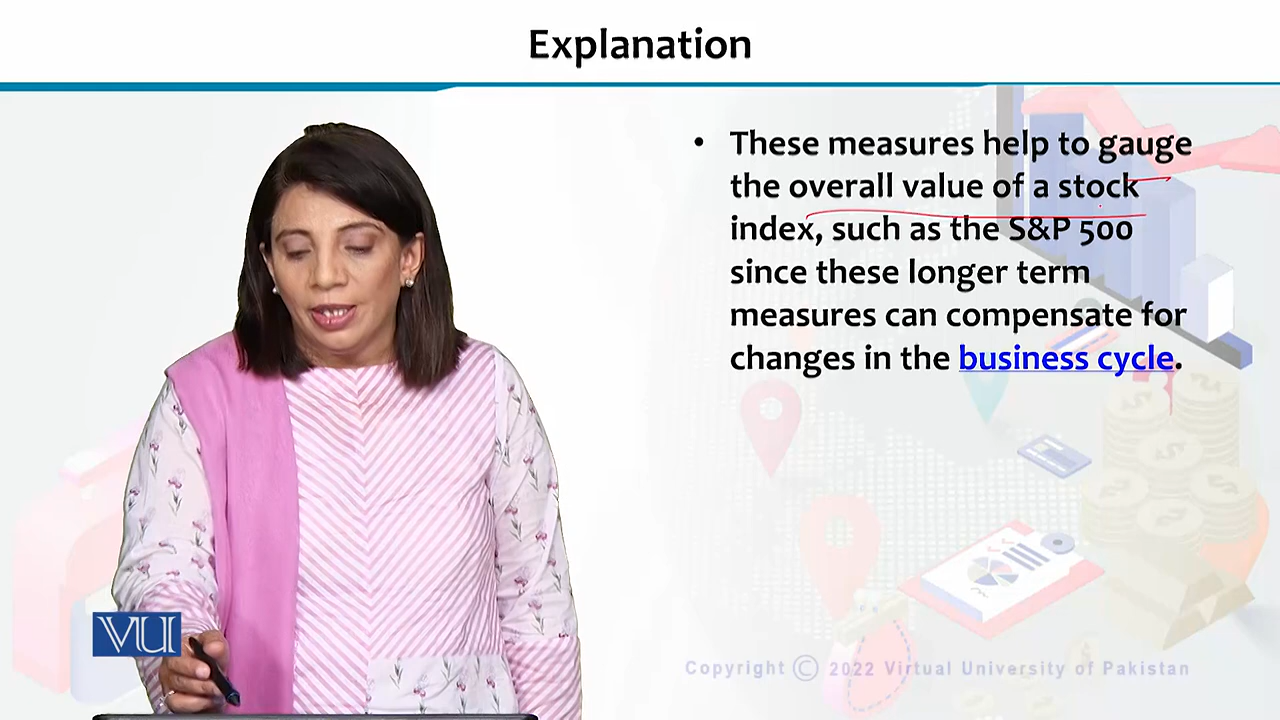 Explanation
• These measures help to gauge
the overall value of a stock
index, such as the S&P 500
since these longer term
measures can compensate for
changes in the business cycle.
VU
Copyright © 2022 Virtual University of Pakistan